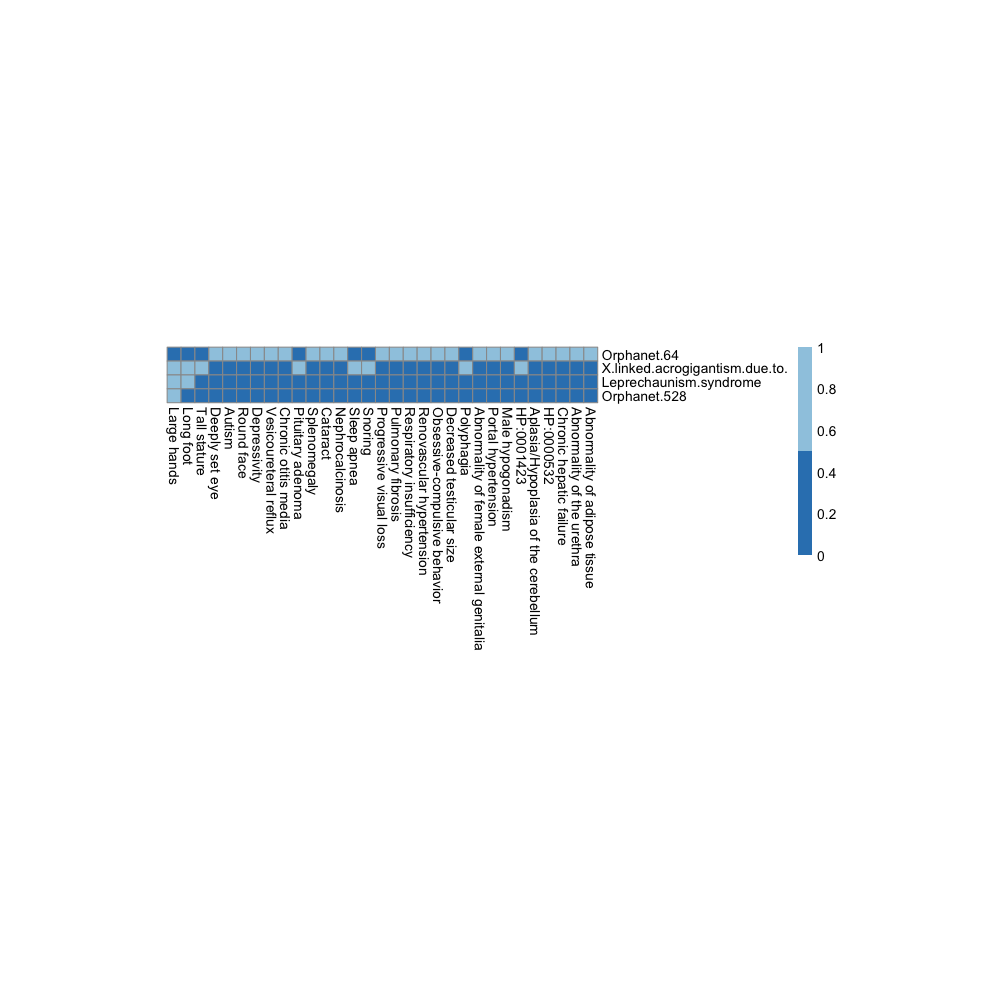 Orphanet.64
X.linked.acrogigantism.due.to.
Leprechaunism.syndrome
Orphanet.528
Large hands
Long foot
Tall stature
Deeply set eye
Autism
Round face
Depressivity
Vesicoureteral reflux
Chronic otitis media
Pituitary adenoma
Splenomegaly
Cataract
Nephrocalcinosis
Sleep apnea
Snoring
Progressive visual loss
Pulmonary fibrosis
Respiratory insufficiency
Renovascular hypertension
Obsessive-compulsive behavior
Decreased testicular size
Polyphagia
Abnormality of female external genitalia
Portal hypertension
Male hypogonadism
HP:0001423
Aplasia/Hypoplasia of the cerebellum
HP:0000532
Chronic hepatic failure
Abnormality of the urethra
Abnormality of adipose tissue
1
0.8
0.6
0.4
0.2
0